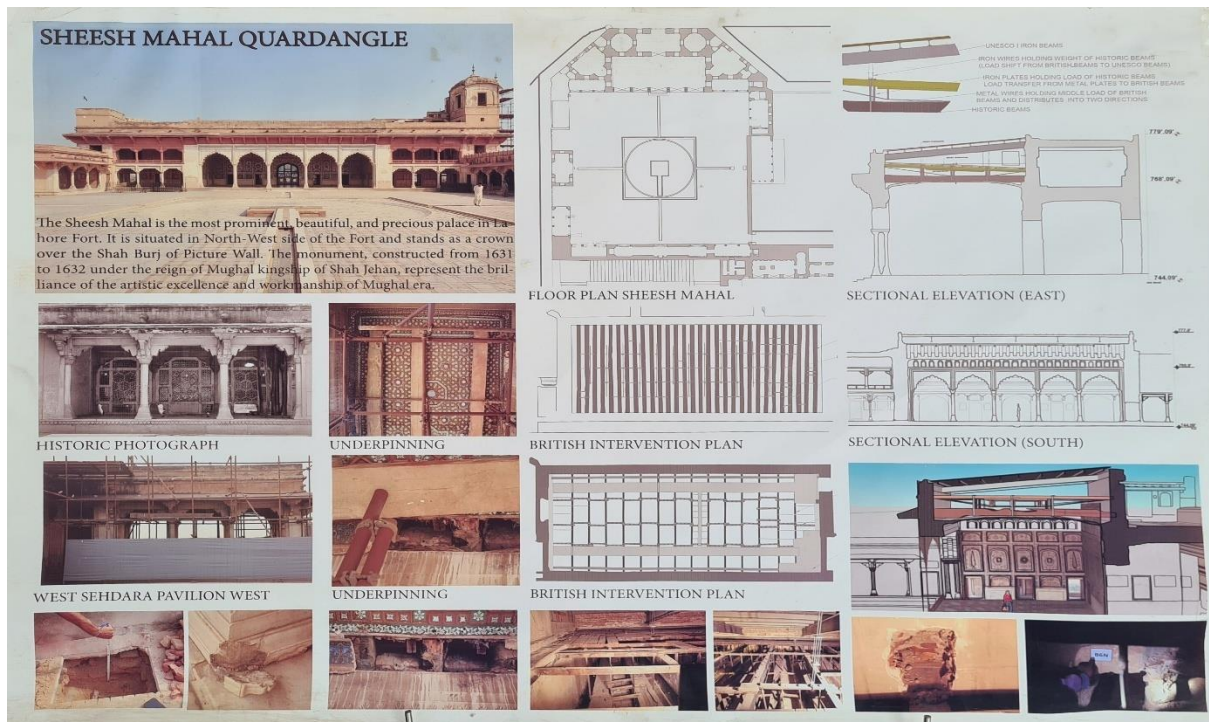 SHEESH MAHAL QUARDANGLE
The Sheesh Mahal is the most prominent, beautiful, and precious palace in La-
hore Fort. It is situated in North-West side of the Fort and stands as a crown
over the Shah Burj of Picture Wall. The monument, constructed from 1631
to 1632 under the reign of Mughal kingship of Shah Jehan, represent the bril-
liance of the artistic excellence and workmanship of Mughal era.
FLOOR PLAN SHEESH MAHAL
UNESCO I IRON BEAMS
IRON WIRES HOLDING WEIGHT OF HISTORIC BEAMS
(LOAD SHIFT FROM BRITISH BEAMS TO UNESCO BEAMS)
IRON PLATES HOLDING LOAD OF HISTORIC BEAMS
LOAD TRANSFER FROM METAL PLATES TO BRITISH BEAMS
METAL WIRES HOLDING MIDDLE LOAD OF BRITISH
BEAMS AND DISTRIBUTES INTO TWO DIRECTIONS
HISTORIC BEAMS
779'.09'
768'.09'
744.09'
SECTIONAL ELEVATION (EAST)
HISTORIC PHOTOGRAPH
UNDERPINNING
BRITISH INTERVENTION PLAN
SECTIONAL ELEVATION (SOUTH)
WEST SEHDARA PAVILION WEST
UNDERPINNING
BRITISH INTERVENTION PLAN